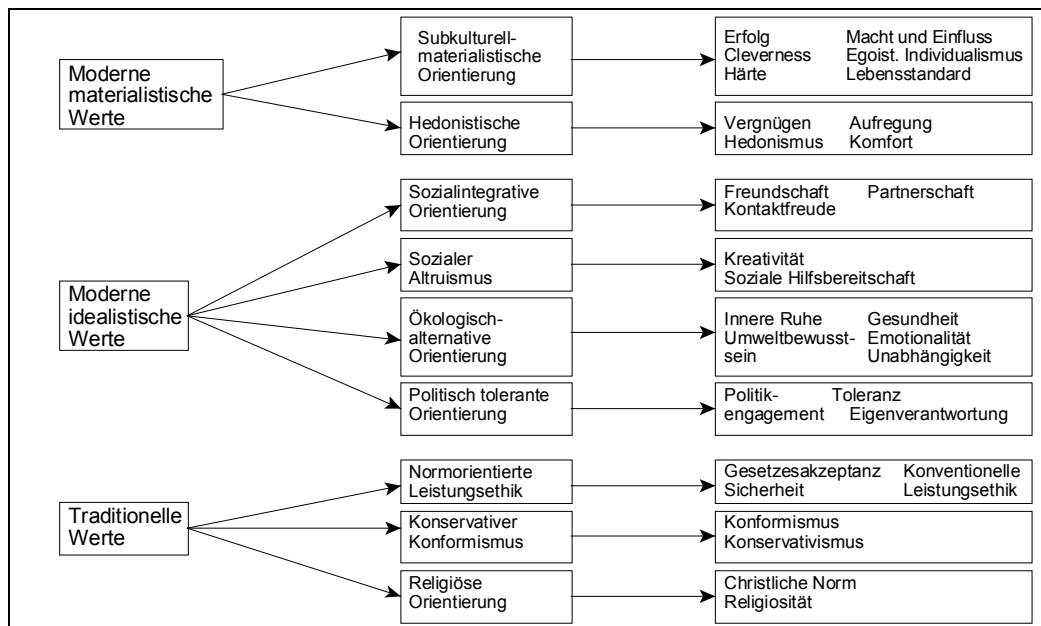 Moderne
materialistische
Werte
Subkulturell-
materialistische
Orientierung
Erfolg Macht und Einfluss
Cleverness Egoist. Individualismus
Härte Lebensstandard
Hedonistische
Orientierung
Vergnügen Aufregung
Hedonismus Komfort
Moderne
idealistische
Werte
Sozialintegrative
Orientierung
Freundschaft Partnerschaft
Kontaktfreude
Sozialer
Altruismus
Kreativität
Soziale Hilfsbereitschaft
Ökologisch-
alternative
Orientierung
Innere Ruhe Gesundheit
Umweltbewusst- Emotionalität
sein Unabhängigkeit
Politisch tolerante
Orientierung
Politik- Toleranz
engagement Eigenverantwortung
Traditionelle
Werte
Normorientierte
Leistungsethik
Gesetzesakzeptanz Konventionelle
Sicherheit Leistungsethik
Konservativer
Konformismus
Konformismus
Konservativismus
Religiöse
Orientierung
Christliche Norm
Religiosität